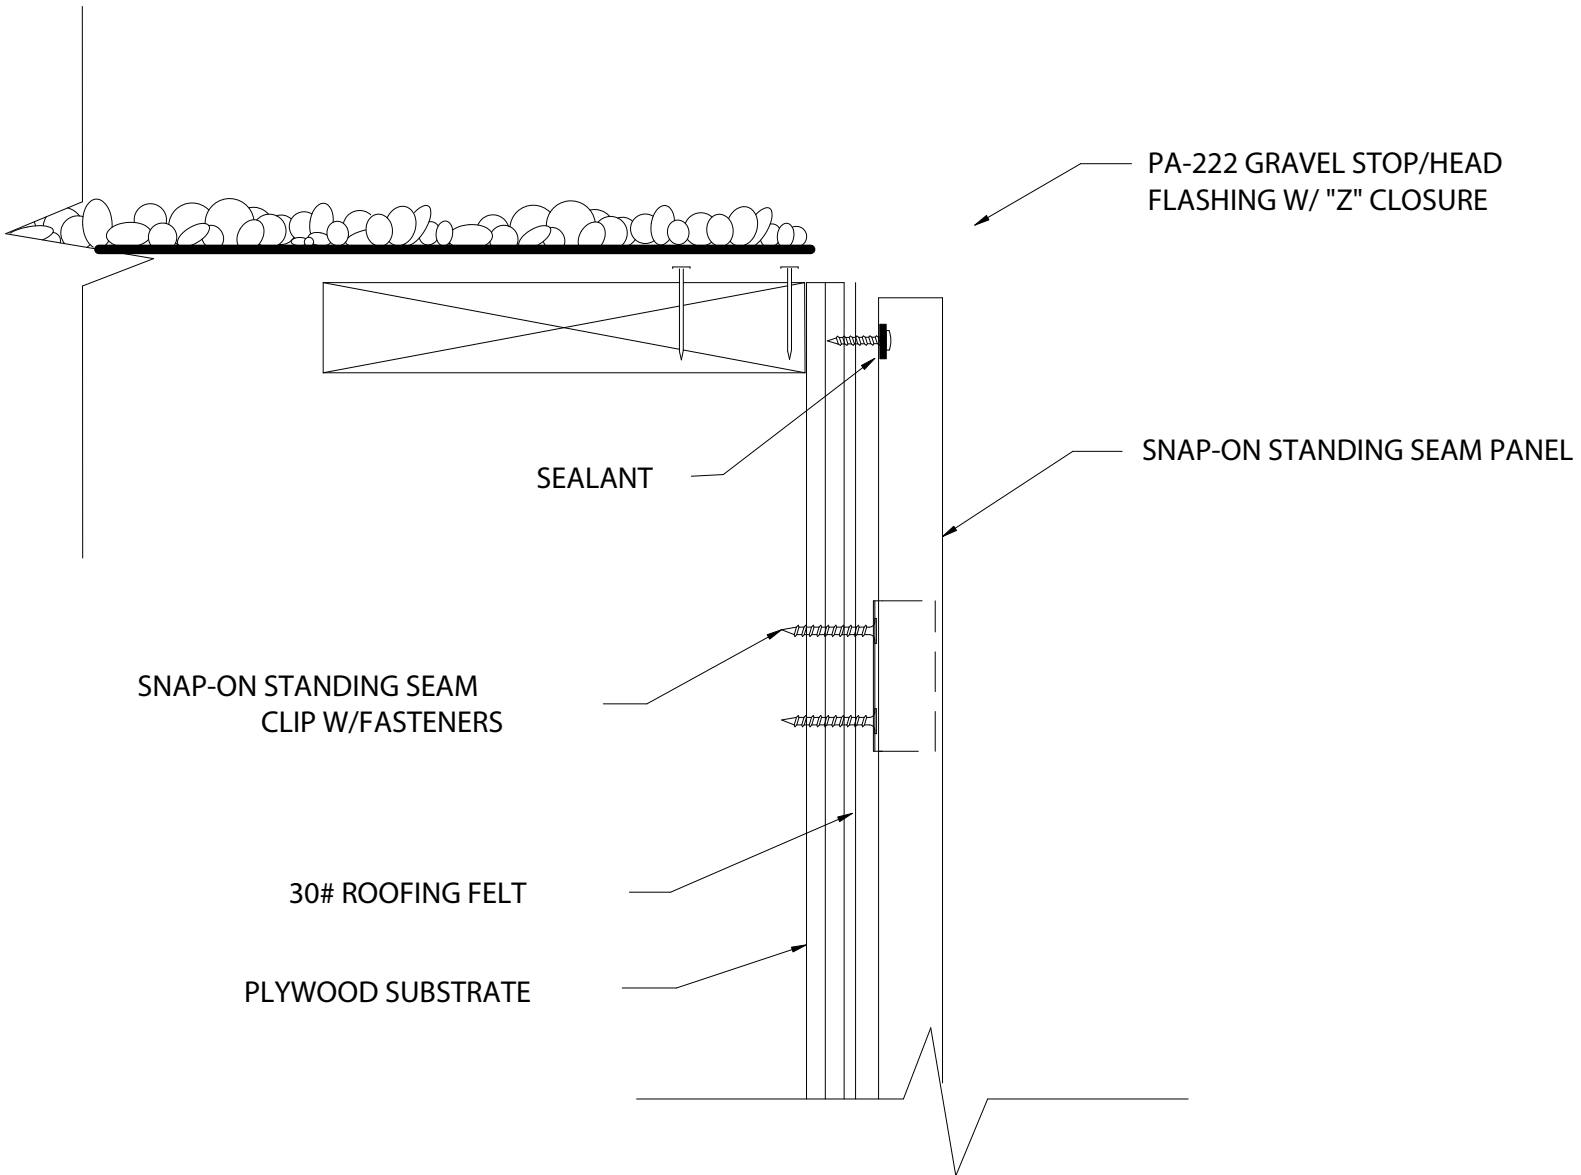 PA-222 GRAVEL STOP/HEAD
FLASHING W/ "Z" CLOSURE
SNAP-ON STANDING SEAM PANEL
SEALANT
SNAP-ON STANDING SEAM
CLIP W/FASTENERS
30# ROOFING FELT
PLYWOOD SUBSTRATE